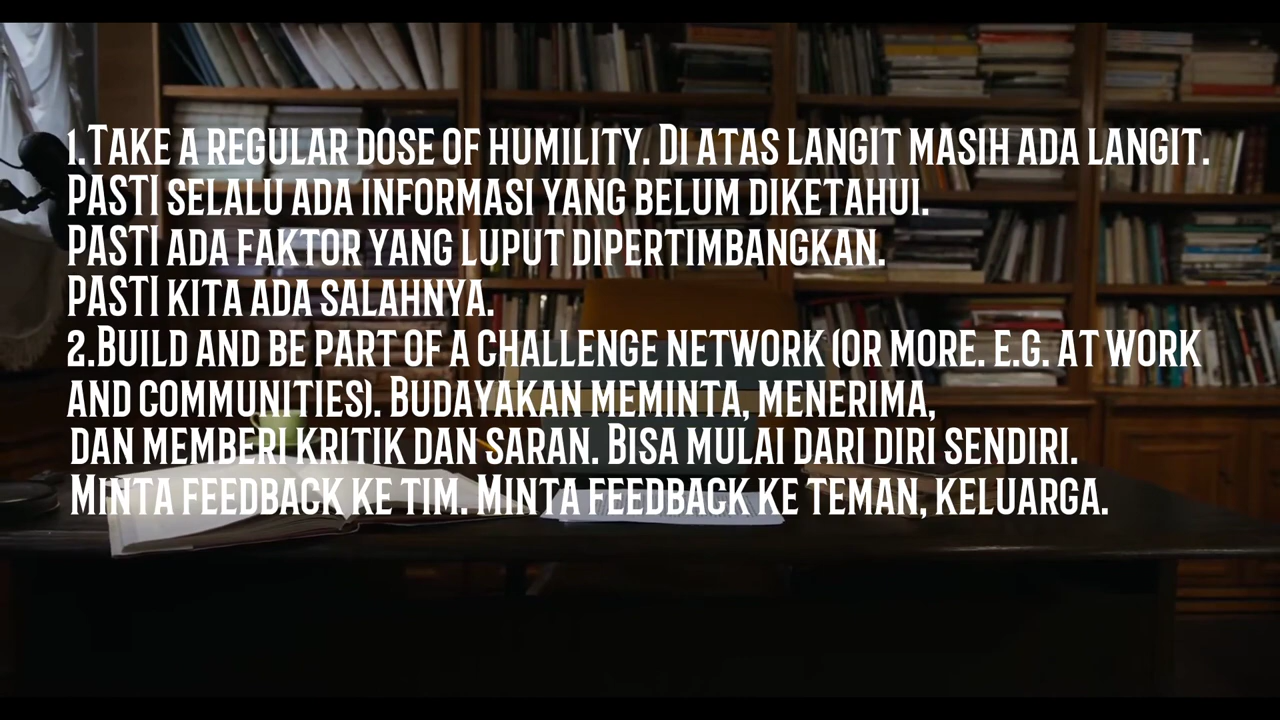 1.Take a regular dose of humility. Di atas langit masih ada langit.
PASTI selalu ada informasi yang belum diketahui.
PASTI ada faktor yang luput dipertimbangkan.
PASTI kita ada salahnya.
2.Build and be part of a challenge network (or more. e.g. at work
and communities). Budayakan meminta, menerima,
dan memberi kritik dan saran. Bisa mulai dari diri sendiri.
Minta feedback ke tim. Minta feedback ke teman, keluarga.